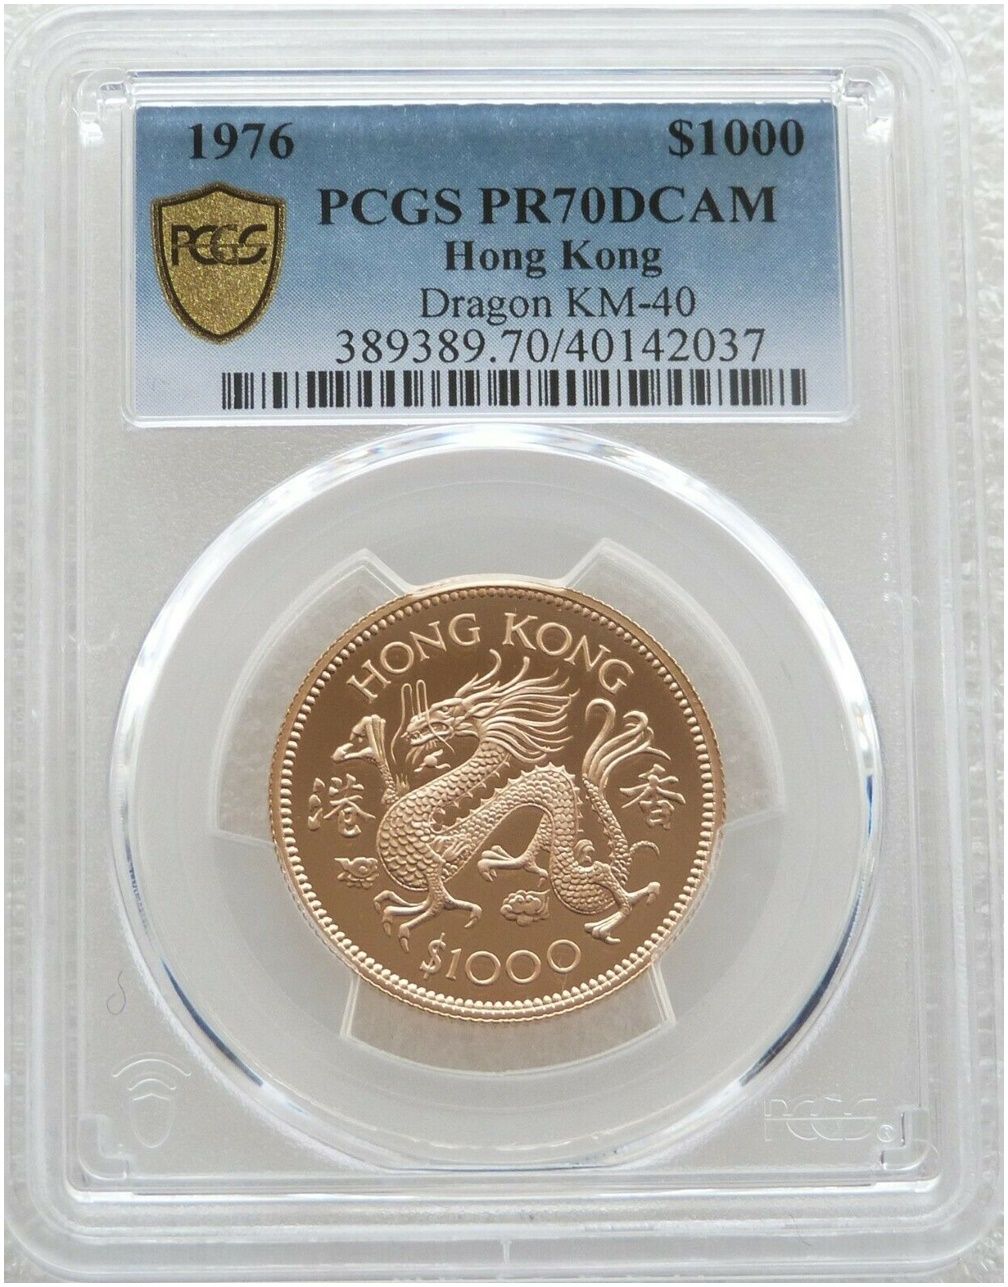 1976 $1000
PCGS PCGS PR70DCAM
Hong Kong
Dragon KM-40
389389.70/40142037
HONG KONG
港 香
$1000
PCGS